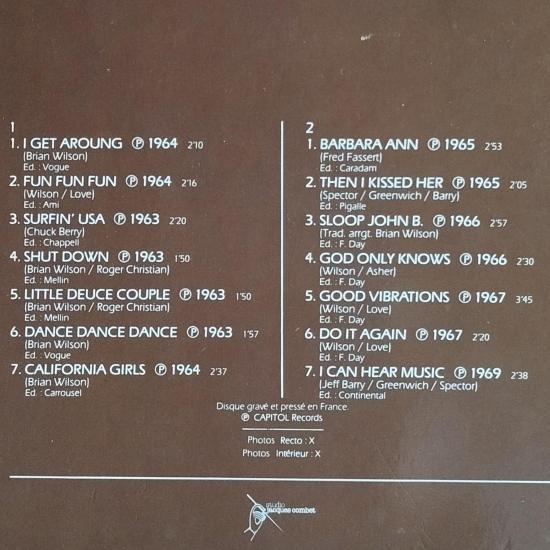 1
1. I GET AROUNG ℗ 1964 2'10
(Brian Wilson)
Ed. : Vogue
2. FUN FUN FUN ℗ 1964 2'16
(Wilson / Love)
Ed. : Ami
3. SURFIN' USA ℗ 1963 2'20
(Chuck Berry)
Ed. : Chappell
4. SHUT DOWN ℗ 1963 1'50
(Brian Wilson / Roger Christian)
Ed. : Mellin
5. LITTLE DEUCE COUPLE ℗ 1963 1'50
(Brian Wilson / Roger Christian)
Ed. : Mellin
6. DANCE DANCE DANCE ℗ 1963 1'57
(Brian Wilson)
Ed. : Vogue
7. CALIFORNIA GIRLS ℗ 1964 2'37
(Brian Wilson)
Ed. : Carrousel
2
1. BARBARA ANN ℗ 1965 2'53
(Fred Fassert)
Ed. : Caradam
2. THEN I KISSED HER ℗ 1965 2'05
(Spector / Greenwich / Barry)
Ed. : Pigalle
3. SLOOP JOHN B. ℗ 1966 2'57
(Trad. arrgt. Brian Wilson)
Ed. : F. Day
4. GOD ONLY KNOWS ℗ 1966 2'30
(Wilson / Asher)
Ed. : F. Day
5. GOOD VIBRATIONS ℗ 1967 3'45
(Wilson / Love)
Ed. : F. Day
6. DO IT AGAIN ℗ 1967 2'20
(Wilson / Love)
Ed. : F. Day
7. I CAN HEAR MUSIC ℗ 1969 2'38
(Jeff Barry / Greenwich / Spector)
Ed. : Continental
Disque gravé et pressé en France.
℗ CAPITOL Records
Photos Recto : X
Photos Intérieur : X
studio
jacques combet